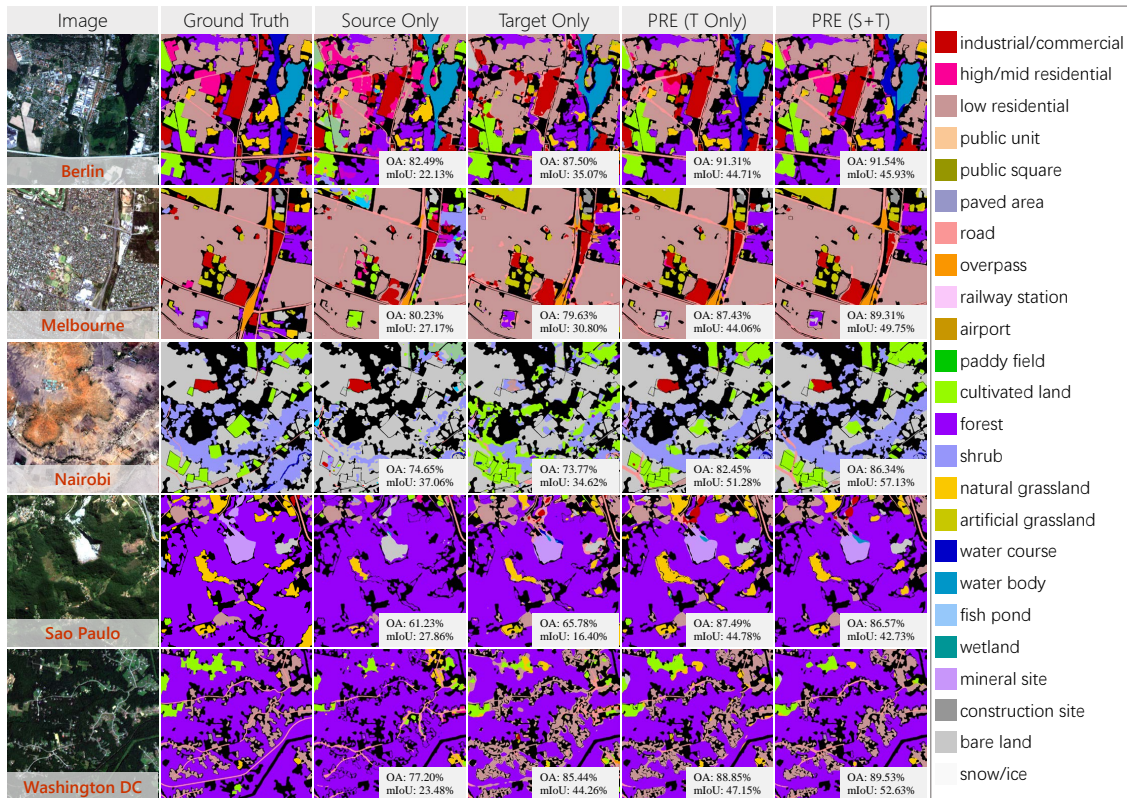 Image
Ground Truth
Source Only
Target Only
PRE (T Only)
PRE (S+T)
Berlin
OA: 82.49%
mIoU: 22.13%
OA: 87.50%
mIoU: 35.07%
OA: 91.31%
mIoU: 44.71%
OA: 91.54%
mIoU: 45.93%
Melbourne
OA: 80.23%
mIoU: 27.17%
OA: 79.63%
mIoU: 30.80%
OA: 87.43%
mIoU: 44.06%
OA: 89.31%
mIoU: 49.75%
Nairobi
OA: 74.65%
mIoU: 37.06%
OA: 73.77%
mIoU: 34.62%
OA: 82.45%
mIoU: 51.28%
OA: 86.34%
mIoU: 57.13%
Sao Paulo
OA: 61.23%
mIoU: 27.86%
OA: 65.78%
mIoU: 16.40%
OA: 87.49%
mIoU: 44.78%
OA: 86.57%
mIoU: 42.73%
Washington DC
OA: 77.20%
mIoU: 23.48%
OA: 85.44%
mIoU: 44.26%
OA: 88.85%
mIoU: 47.15%
OA: 89.53%
mIoU: 52.63%
industrial/commercial
high/mid residential
low residential
public unit
public square
paved area
road
overpass
railway station
airport
paddy field
cultivated land
forest
shrub
natural grassland
artificial grassland
water course
water body
fish pond
wetland
mineral site
construction site
bare land
snow/ice